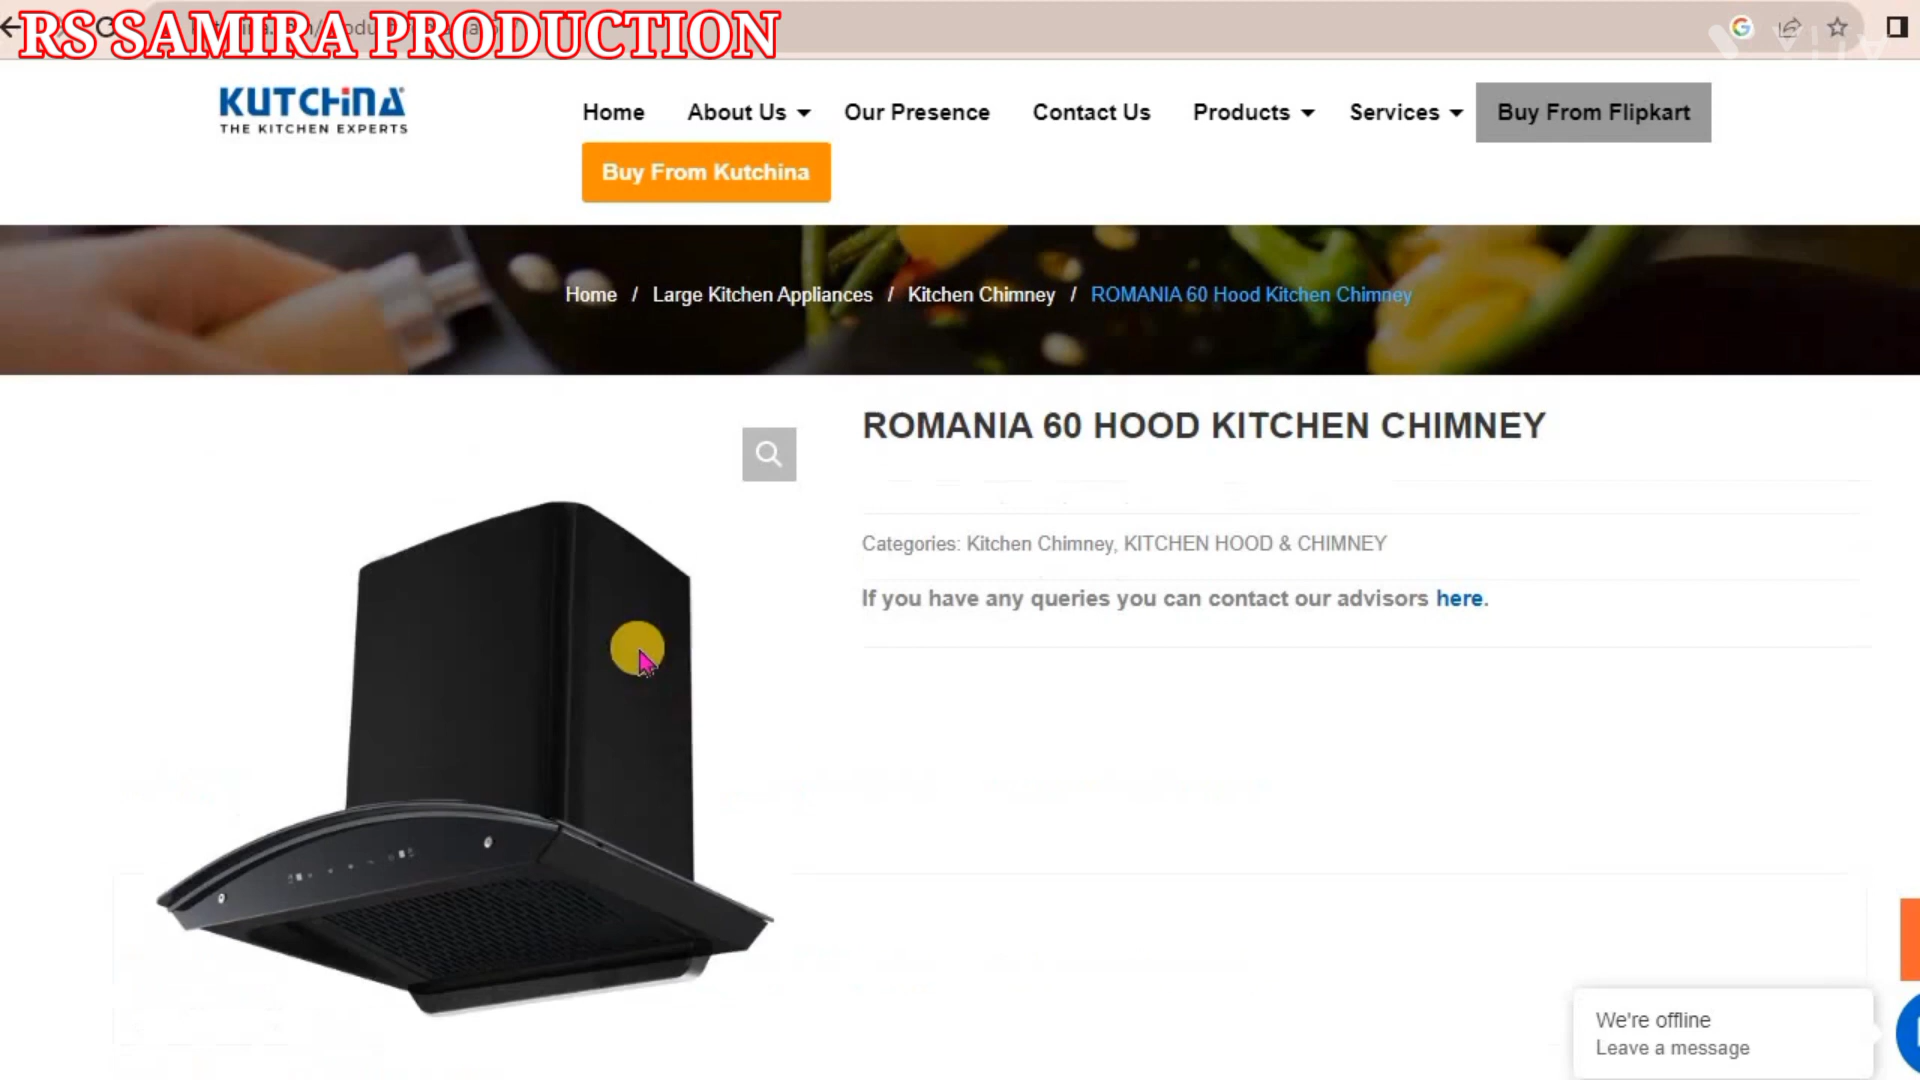 RS SAMIRA PRODUCTION
KUTCHINA
THE KITCHEN EXPERTS
Home About Us Our Presence Contact Us Products Services Buy From Flipkart
Buy From Kutchina
Home / Large Kitchen Appliances / Kitchen Chimney / ROMANIA 60 Hood Kitchen Chimney
ROMANIA 60 HOOD KITCHEN CHIMNEY
Categories: Kitchen Chimney, KITCHEN HOOD & CHIMNEY
If you have any queries you can contact our advisors here.
We're offline
Leave a message